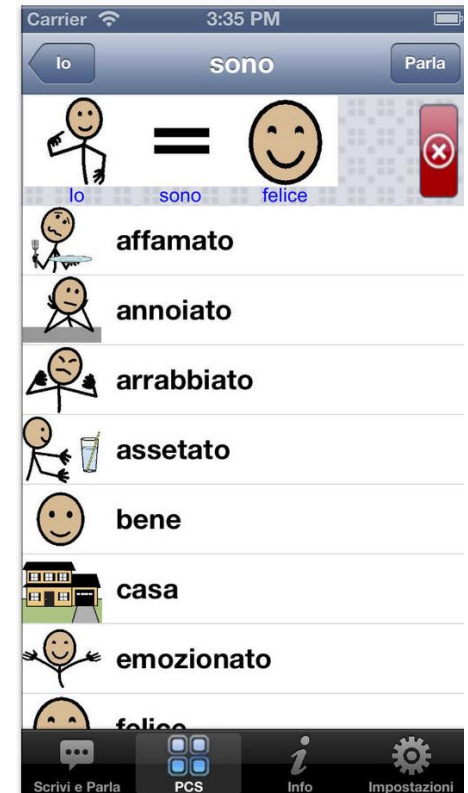 Carrier 3:35 PM
Io sono Parla
Io sono felice
affamato
annoiato
arrabbiato
assetato
bene
casa
emozionato
felice
Scrivi e Parla PCS Info Impostazioni